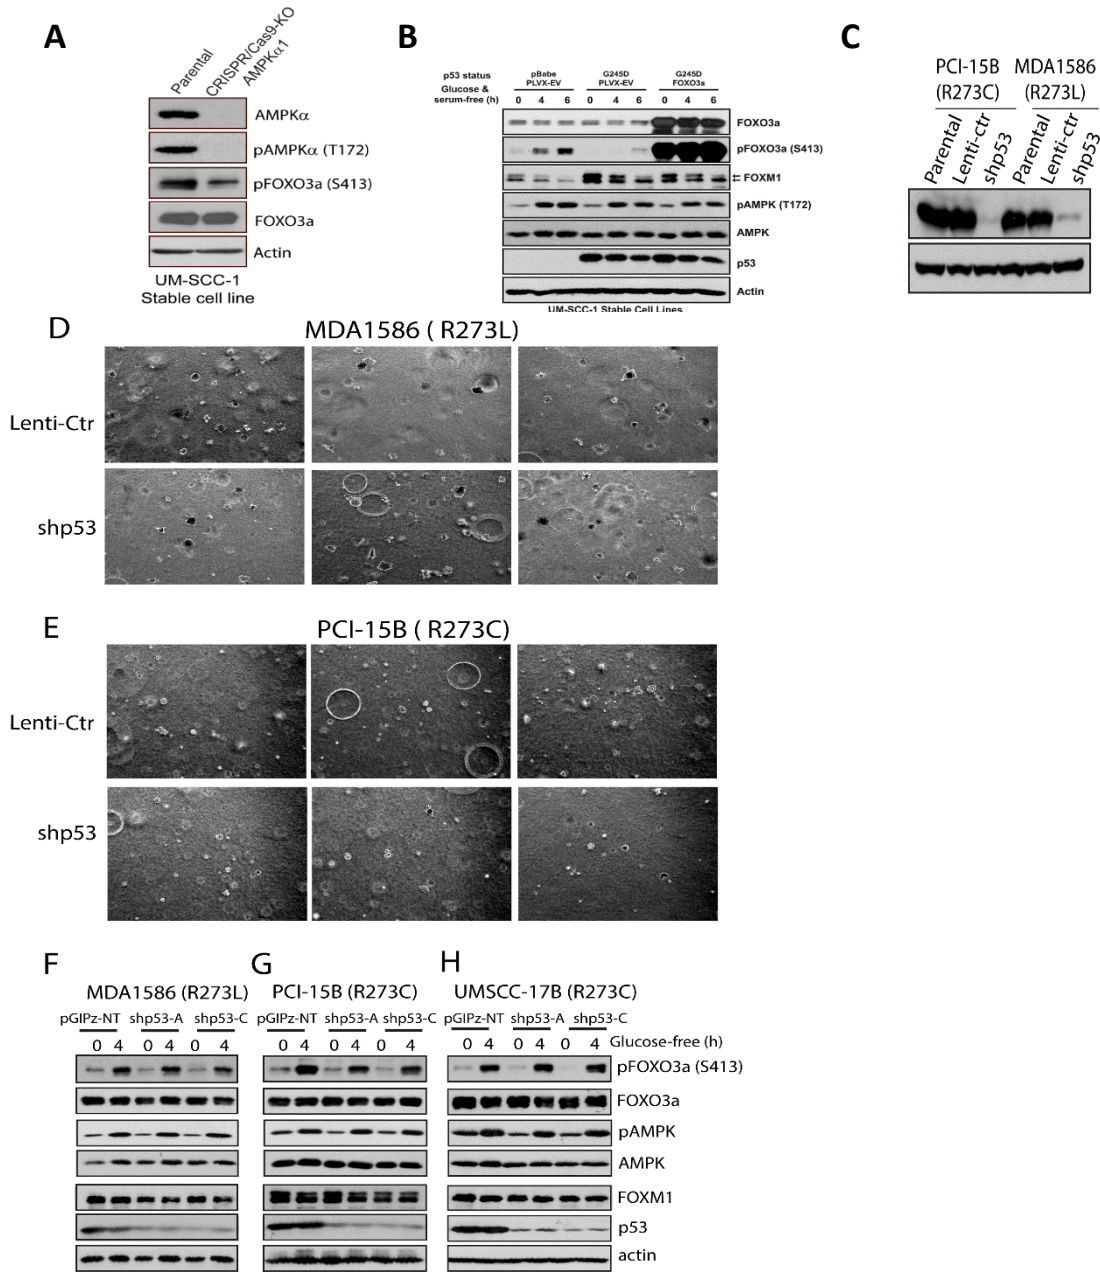 A
Parental
CRISPR/Cas9-KO
AMPKα1
AMPKα
pAMPKα (T172)
pFOXO3a (S413)
FOXO3a
Actin
UM-SCC-1
Stable cell line
B
p53 status
pBabe
PLVX-EV
G245D
PLVX-EV
G245D
FOXO3a
Glucose &
serum-free (h)
0 4 6 0 4 6 0 4 6
FOXO3a
pFOXO3a (S413)
FOXM1
pAMPK (T172)
AMPK
p53
Actin
UM-SCC-1 Stable Cell Lines
C
PCI-15B
(R273C)
MDA1586
(R273L)
Parental
Lenti-ctr
shp53
Parental
Lenti-ctr
shp53
D
MDA1586 ( R273L)
Lenti-Ctr
shp53
E
PCI-15B ( R273C)
Lenti-Ctr
shp53
F
MDA1586 (R273L)
pGIPz-NT shp53-A shp53-C
0 4 0 4 0 4
G
PCI-15B (R273C)
pGIPz-NT shp53-A shp53-C
0 4 0 4 0 4
H
UMSCC-17B (R273C)
pGIPz-NT shp53-A shp53-C
0 4 0 4 0 4 Glucose-free (h)
pFOXO3a (S413)
FOXO3a
pAMPK
AMPK
FOXM1
p53
actin